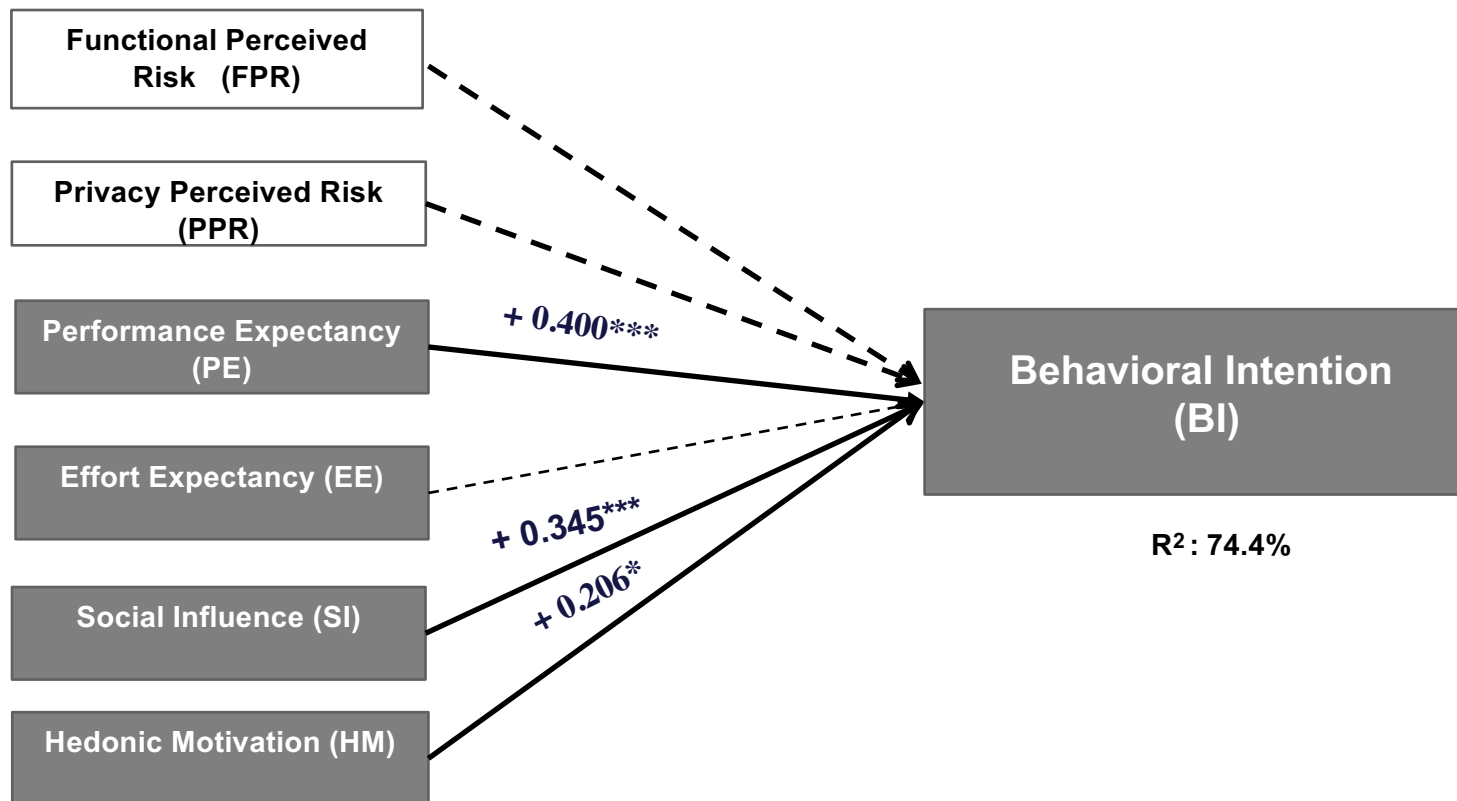 Functional Perceived
Risk (FPR)
Privacy Perceived Risk
(PPR)
+ 0.400***
Performance Expectancy
(PE)
Behavioral Intention
(BI)
Effort Expectancy (EE)
+ 0.345***
R²: 74.4%
+ 0.206*
Social Influence (SI)
Hedonic Motivation (HM)